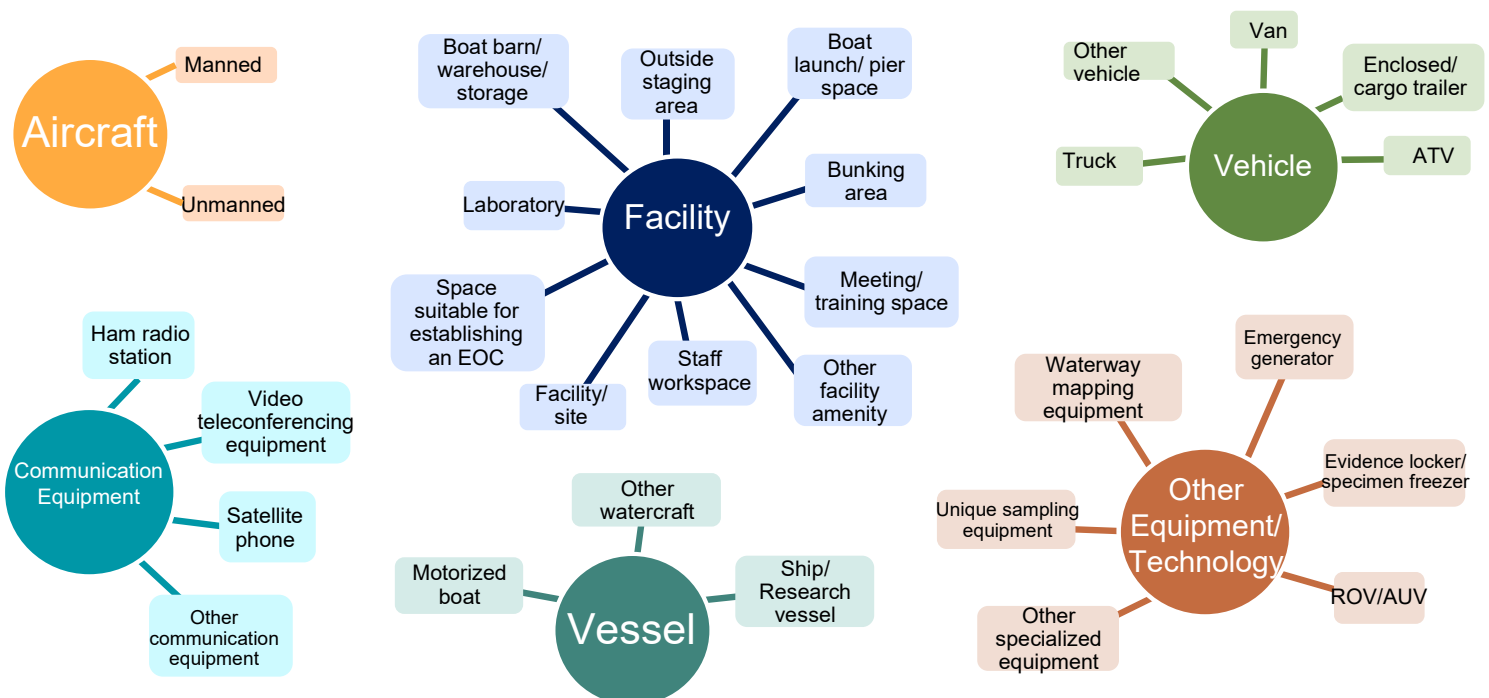 Aircraft
Manned
Unmanned
Facility
Boat barn/
warehouse/
storage
Outside
staging
area
Boat
launch/ pier
space
Bunking
area
Meeting/
training space
Other
facility
amenity
Staff
workspace
Facility/
site
Space
suitable for
establishing
an EOC
Laboratory
Vehicle
Other
vehicle
Van
Enclosed/
cargo trailer
ATV
Truck
Communication
Equipment
Ham radio
station
Video
teleconferencing
equipment
Satellite
phone
Other
communication
equipment
Vessel
Motorized
boat
Other
watercraft
Ship/
Research
vessel
Other
Equipment/
Technology
Waterway
mapping
equipment
Emergency
generator
Evidence locker/
specimen freezer
ROV/AUV
Other
specialized
equipment
Unique sampling
equipment